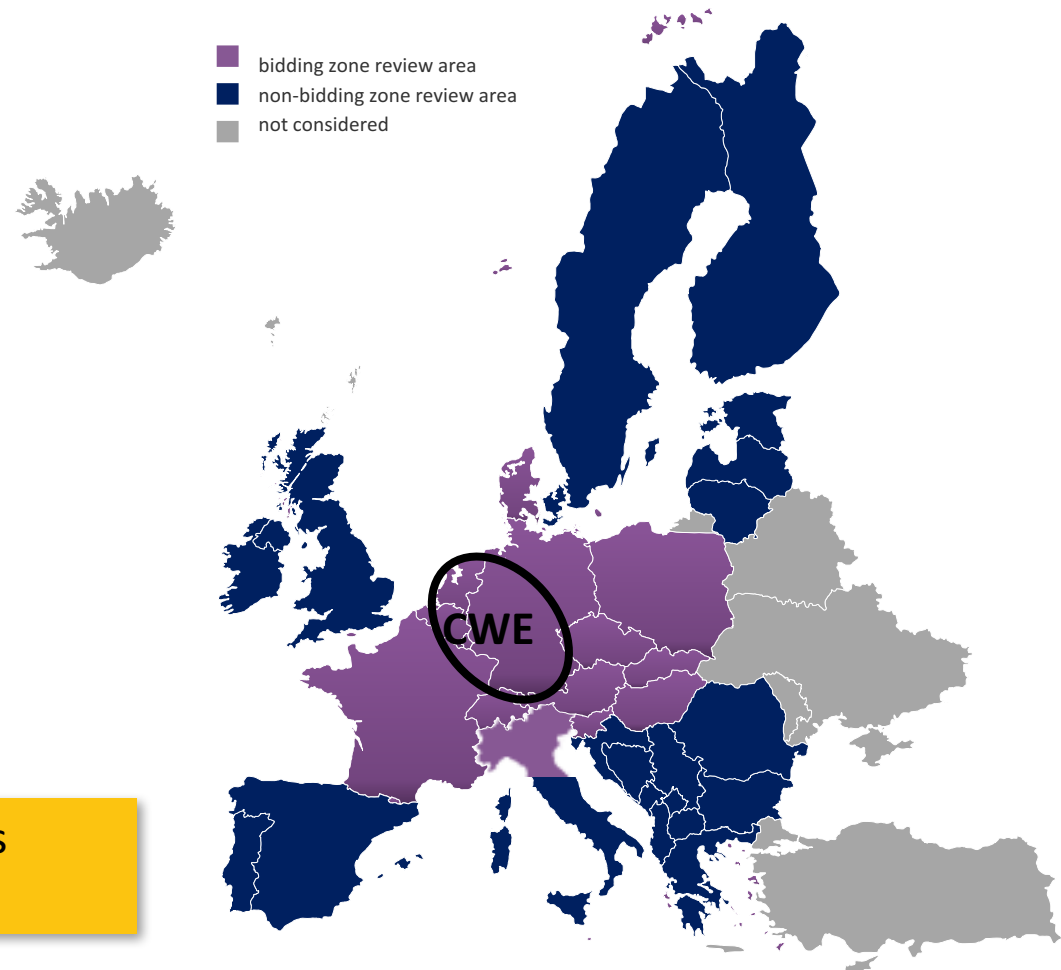 bidding zone review area
non-bidding zone review area
not considered
CWE
s